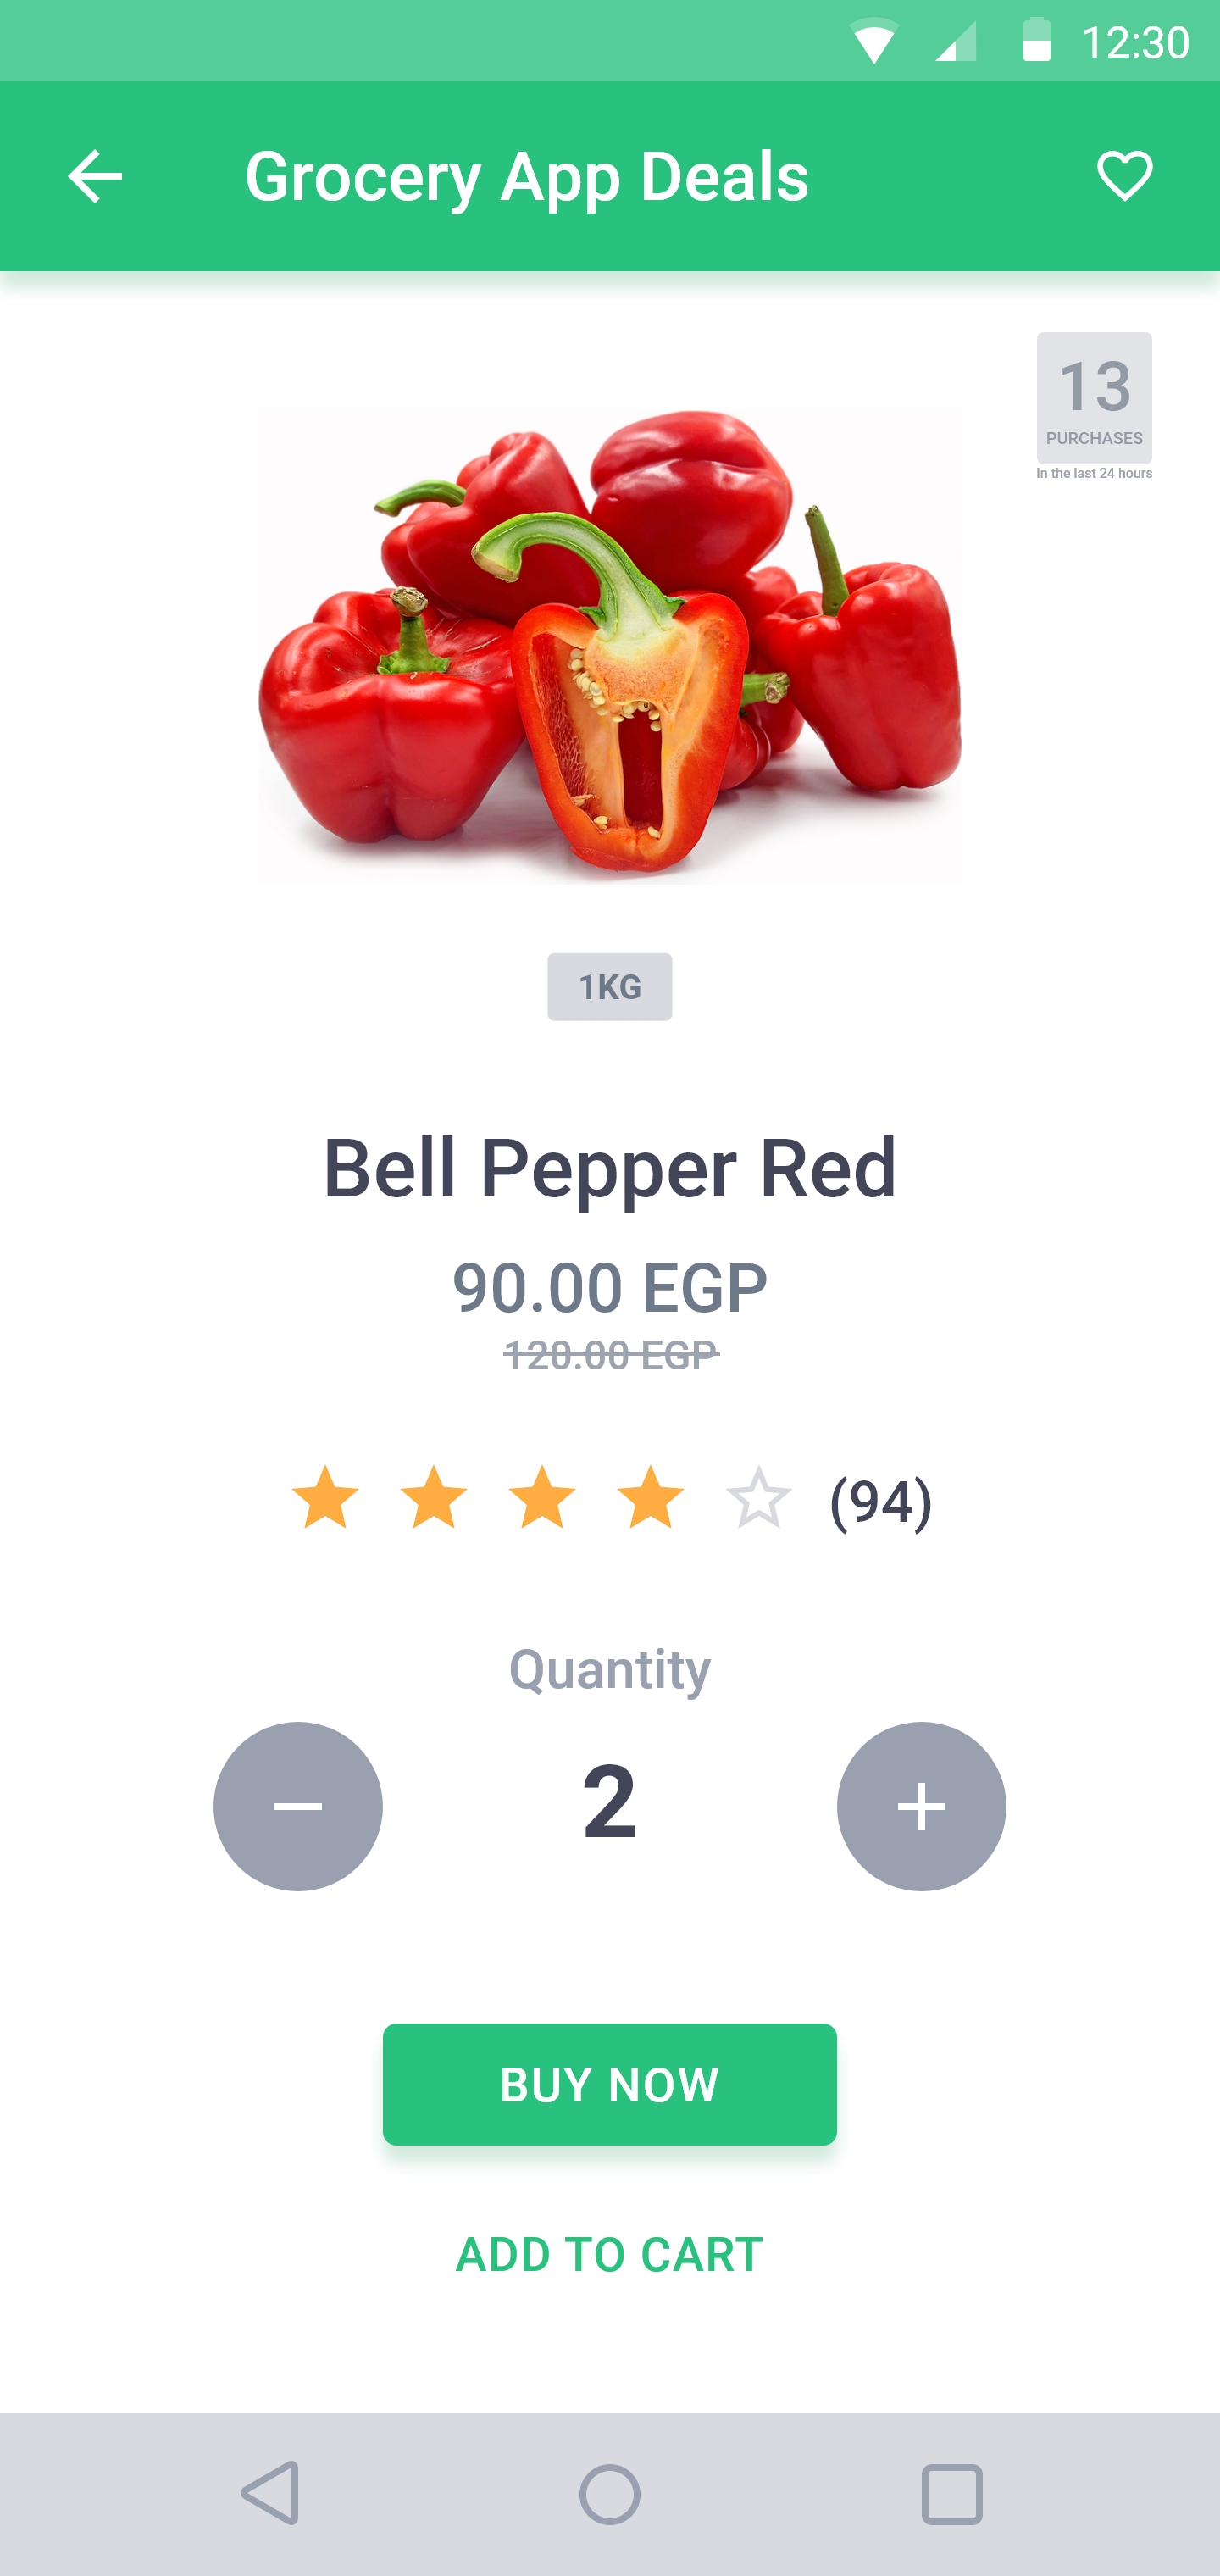 12:30
Grocery App Deals
13
PURCHASES
In the last 24 hours
1KG
Bell Pepper Red
90.00 EGP
120.00 EGP
(94)
Quantity
2
BUY NOW
ADD TO CART